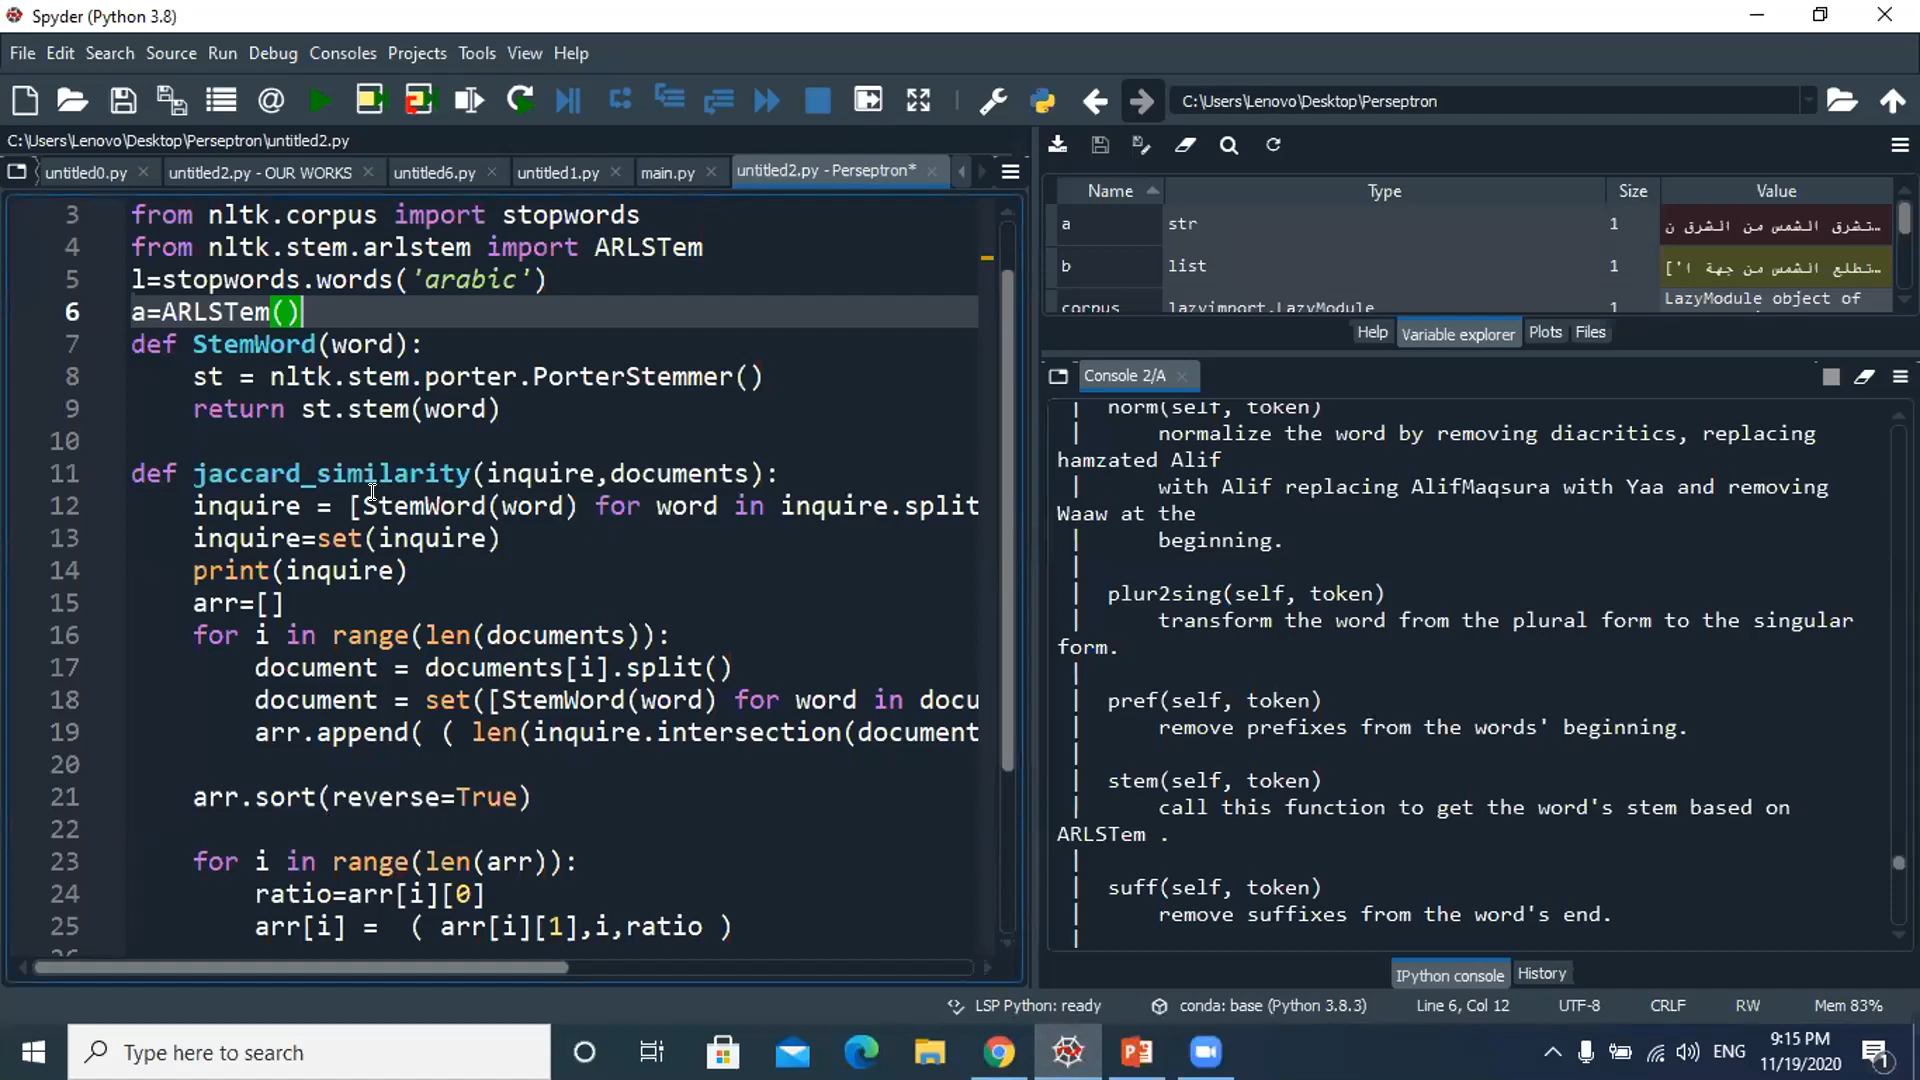 Spyder (Python 3.8)
File Edit Search Source Run Debug Consoles Projects Tools View Help
C:\Users\Lenovo\Desktop\Perseptron
C:\Users\Lenovo\Desktop\Perseptron\untitled2.py
untitled0.py untitled2.py - OUR WORKS untitled6.py untitled1.py main.py untitled2.py - Perseptron*
3 from nltk.corpus import stopwords
4 from nltk.stem.arlstem import ARLSTem
5 l=stopwords.words('arabic')
6 a=ARLSTem()
7 def StemWord(word):
8 st = nltk.stem.porter.PorterStemmer()
9 return st.stem(word)
10
11 def jaccard_similarity(inquire,documents):
12 inquire = [StemWord(word) for word in inquire.split
13 inquire=set(inquire)
14 print(inquire)
15 arr=[]
16 for i in range(len(documents)):
17 document = documents[i].split()
18 document = set([StemWord(word) for word in docu
19 arr.append( ( len(inquire.intersection(document
20
21 arr.sort(reverse=True)
22
23 for i in range(len(arr)):
24 ratio=arr[i][0]
25 arr[i] = ( arr[i][1],i,ratio )
Name Type Size Value
a str 1 تشرق الشمس من الشرق ن...
b list 1 ['تطلع الشمس من جهة ا...
corpus lazyimport.LazyModule 1 LazyModule object of
Help Variable explorer Plots Files
Console 2/A
| norm(self, token)
| normalize the word by removing diacritics, replacing
hamzated Alif
| with Alif replacing AlifMaqsura with Yaa and removing
Waaw at the
| beginning.
|
| plur2sing(self, token)
| transform the word from the plural form to the singular
form.
|
| pref(self, token)
| remove prefixes from the words' beginning.
|
| stem(self, token)
| call this function to get the word's stem based on
ARLSTem .
|
| suff(self, token)
| remove suffixes from the word's end.
|
IPython console History
LSP Python: ready conda: base (Python 3.8.3) Line 6, Col 12 UTF-8 CRLF RW Mem 83%
Type here to search
ENG
9:15 PM
11/19/2020
1